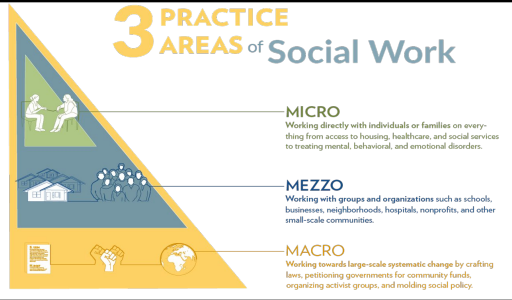 3 PRACTICE
AREAS of Social Work
MICRO
Working directly with individuals or families on every-
thing from access to housing, healthcare, and social services
to treating mental, behavioral, and emotional disorders.
MEZZO
Working with groups and organizations such as schools,
businesses, neighborhoods, hospitals, nonprofits, and other
small-scale communities.
MACRO
Working towards large-scale systematic change by crafting
laws, petitioning governments for community funds,
organizing activist groups, and molding social policy.